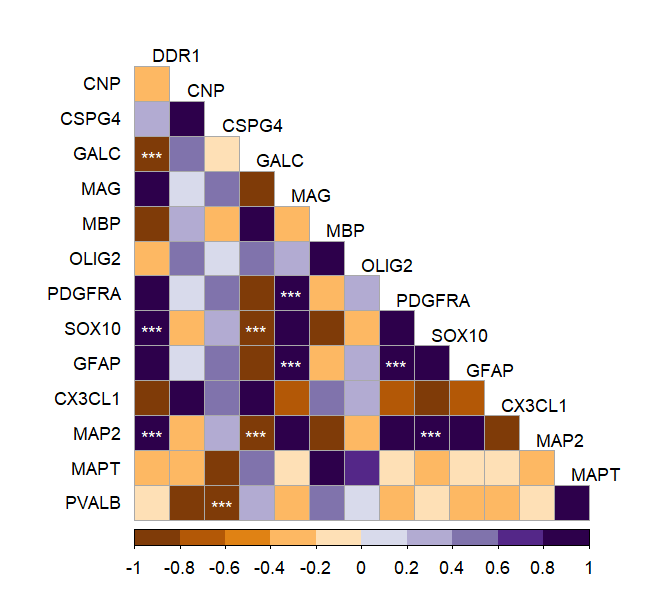 DDR1
CNP
CNP
CSPG4
CSPG4
GALC *** GALC
MAG
MAG
MBP
MBP
OLIG2
OLIG2
PDGFRA ***
PDGFRA
SOX10 *** ***
SOX10
GFAP *** ***
GFAP
CX3CL1
CX3CL1
MAP2 *** *** ***
MAP2
MAPT
MAPT
PVALB ***
-1 -0.8 -0.6 -0.4 -0.2 0 0.2 0.4 0.6 0.8 1